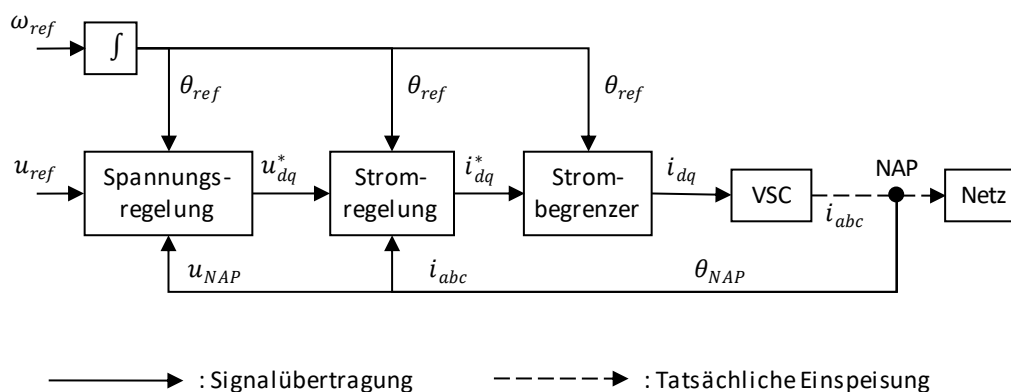 ω_ref
∫
θ_ref θ_ref θ_ref
u_ref
Spannungs-
regelung
u*_dq
Strom-
regelung
i*_dq
Strom-
begrenzer
i_dq
VSC
NAP
i_abc
Netz
u_NAP i_abc θ_NAP
: Signalübertragung : Tatsächliche Einspeisung